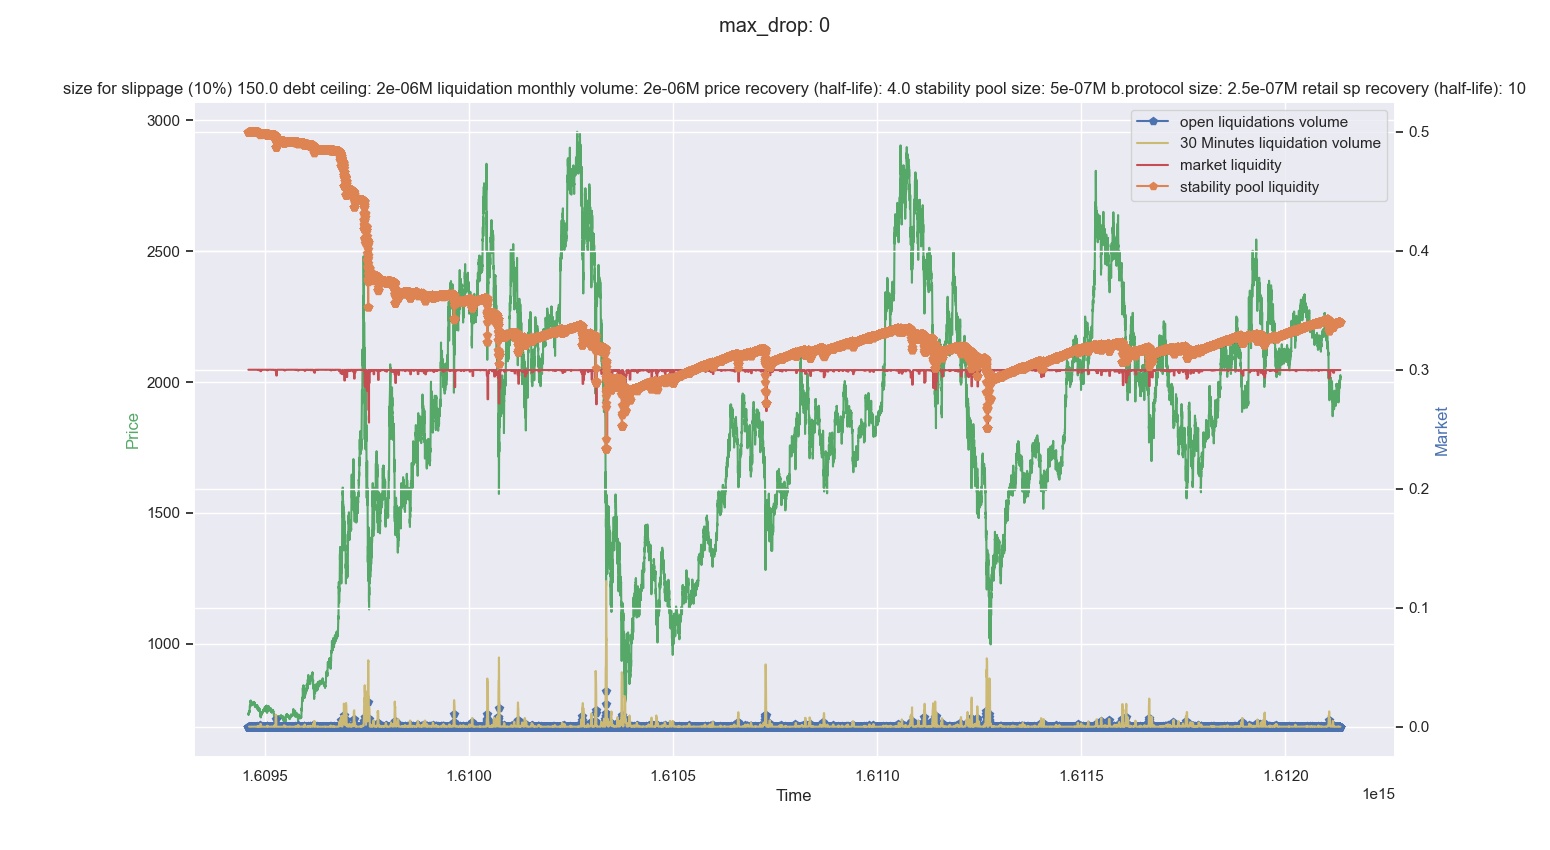 max_drop: 0
size for slippage (10%) 150.0 debt ceiling: 2e-06M liquidation monthly volume: 2e-06M price recovery (half-life): 4.0 stability pool size: 5e-07M b.protocol size: 2.5e-07M retail sp recovery (half-life): 10
open liquidations volume
30 Minutes liquidation volume
market liquidity
stability pool liquidity
3000
2500
2000
1500
1000
Price
0.5
0.4
0.3
0.2
0.1
0.0
Market
1.6095 1.6100 1.6105 1.6110 1.6115 1.6120
Time
1e15